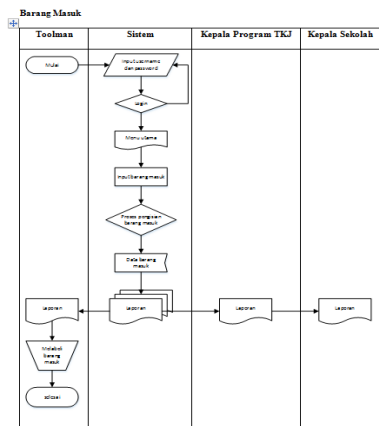 Barang Masuk
Toolman
Sistem
Kepala Program TKJ
Kepala Sekolah
Mulai
Input username
dan password
Login
Menu utama
Input barang masuk
Proses pengisian
barang masuk
Data barang
masuk
Laporan
Laporan
Laporan
Laporan
Melabeli
barang
masuk
selesai